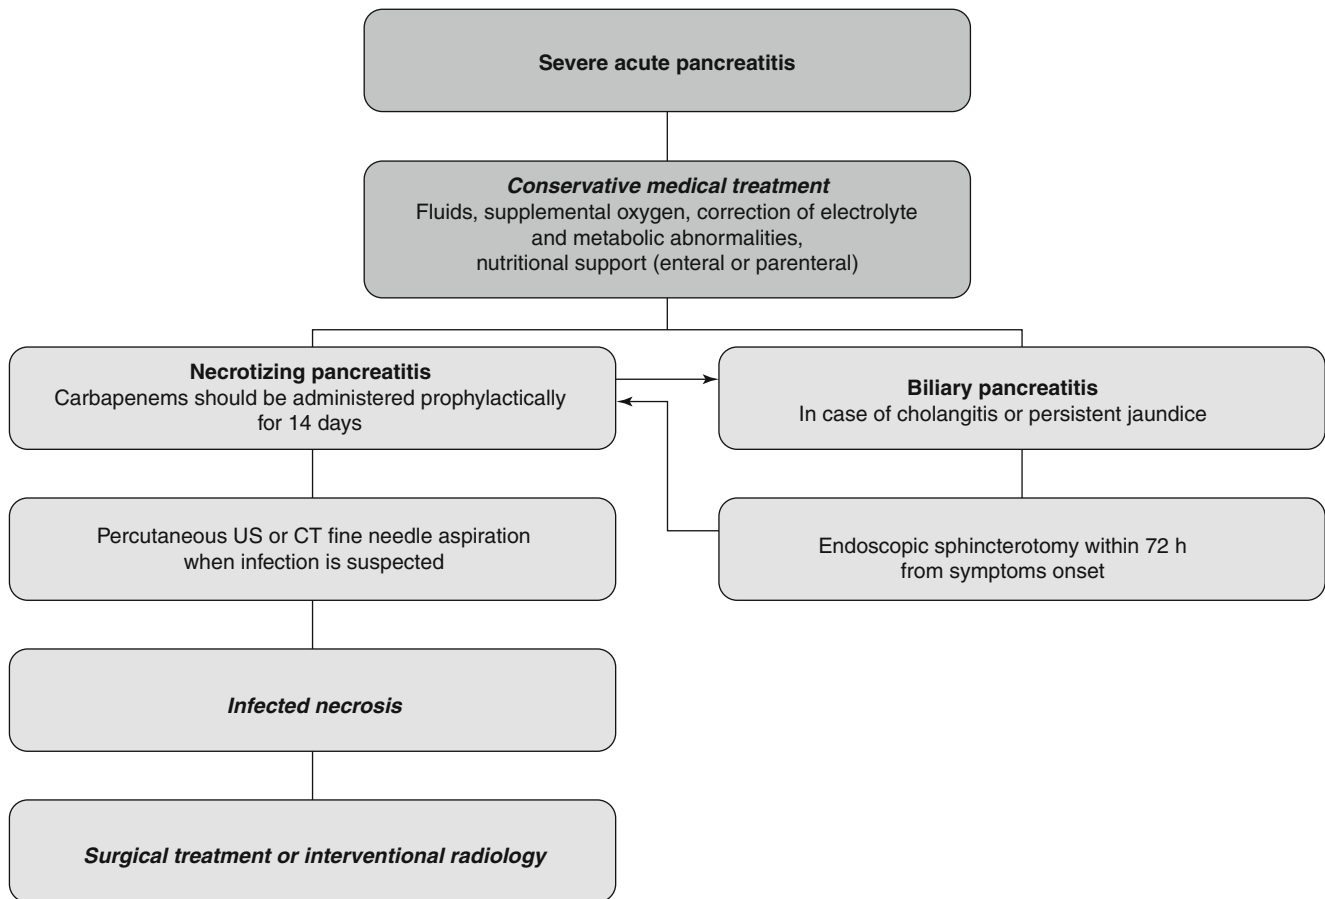 Severe acute pancreatitis
Conservative medical treatment
Fluids, supplemental oxygen, correction of electrolyte
and metabolic abnormalities,
nutritional support (enteral or parenteral)
Necrotizing pancreatitis
Carbapenems should be administered prophylactically
for 14 days
Biliary pancreatitis
In case of cholangitis or persistent jaundice
Percutaneous US or CT fine needle aspiration
when infection is suspected
Endoscopic sphincterotomy within 72 h
from symptoms onset
Infected necrosis
Surgical treatment or interventional radiology